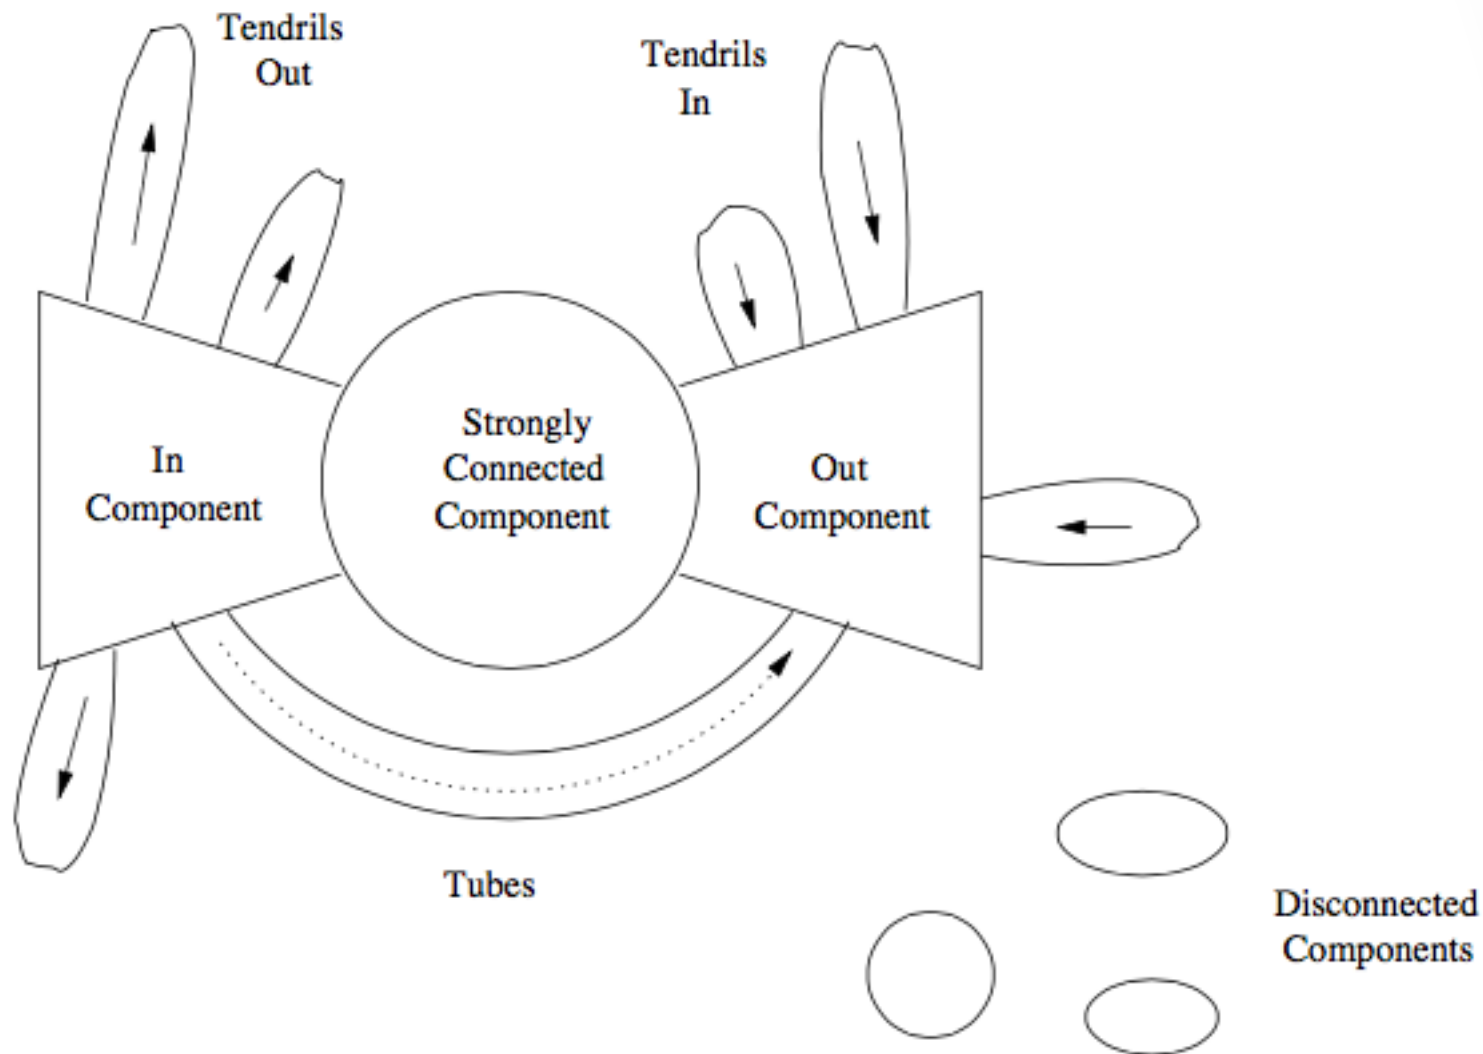 Tendrils
Out
Tendrils
In
In
Component
Strongly
Connected
Component
Out
Component
Tubes
Disconnected
Components